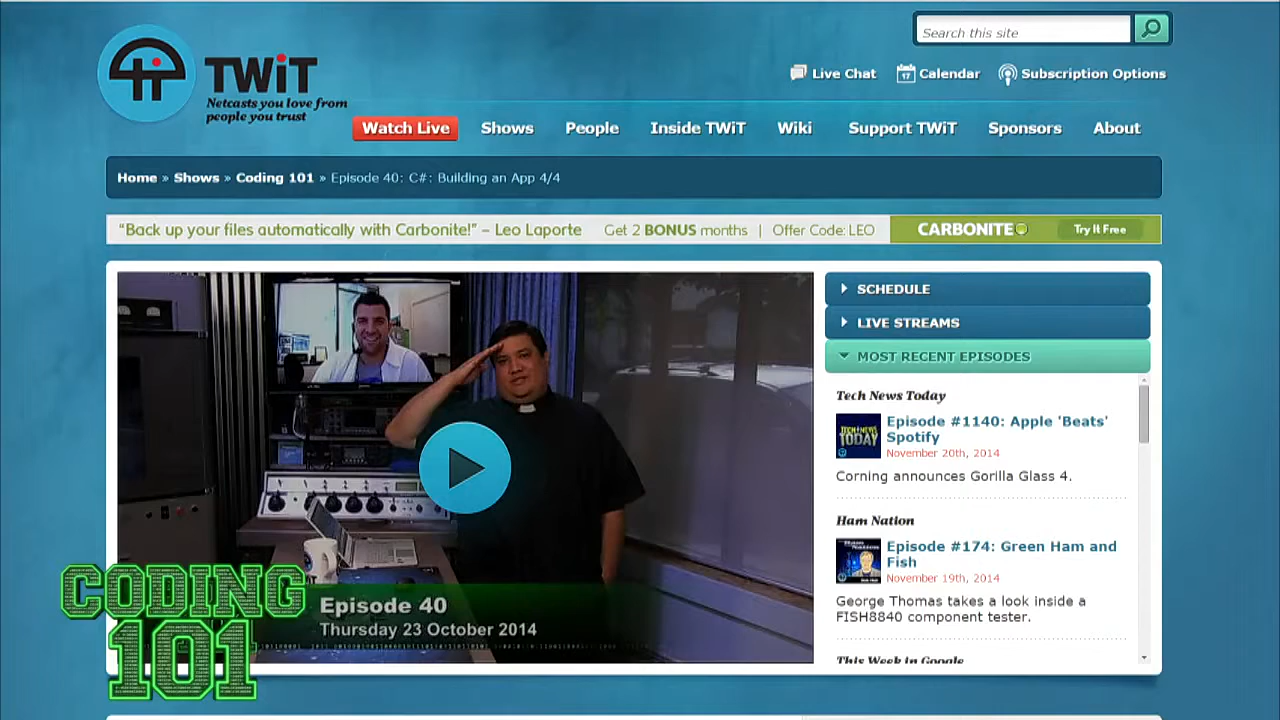 Search this site
Live Chat
Calendar
Subscription Options
TWiT
Netcasts you love from
people you trust
Watch Live
Shows
People
Inside TWiT
Wiki
Support TWiT
Sponsors
About
Home » Shows » Coding 101 » Episode 40: C#: Building an App 4/4
“Back up your files automatically with Carbonite!” – Leo Laporte
Get 2 BONUS months | Offer Code: LEO
CARBONITE
Try It Free
SCHEDULE
LIVE STREAMS
MOST RECENT EPISODES
Tech News Today
TECH NEWS
TODAY
Episode #1140: Apple 'Beats'
Spotify
November 20th, 2014
Corning announces Gorilla Glass 4.
Ham Nation
Episode #174: Green Ham and
Fish
November 19th, 2014
George Thomas takes a look inside a
FISH8840 component tester.
This Week in Google
CODING
101
Episode 40
Thursday 23 October 2014